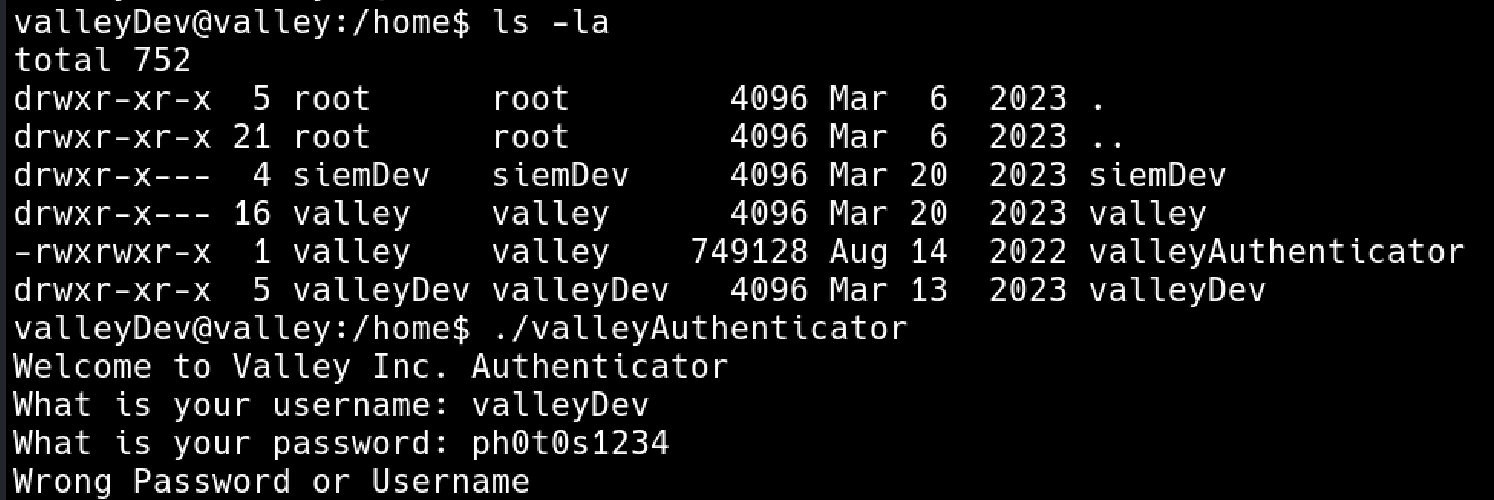 valleyDev@valley:/home$ ls -la
total 752
drwxr-xr-x  5 root      root        4096 Mar  6  2023 .
drwxr-xr-x 21 root      root        4096 Mar  6  2023 ..
drwxr-x---  4 siemDev   siemDev     4096 Mar 20  2023 siemDev
drwxr-x--- 16 valley    valley      4096 Mar 20  2023 valley
-rwxrwxr-x  1 valley    valley    749128 Aug 14  2022 valleyAuthenticator
drwxr-xr-x  5 valleyDev valleyDev   4096 Mar 13  2023 valleyDev
valleyDev@valley:/home$ ./valleyAuthenticator
Welcome to Valley Inc. Authenticator
What is your username: valleyDev
What is your password: ph0t0s1234
Wrong Password or Username